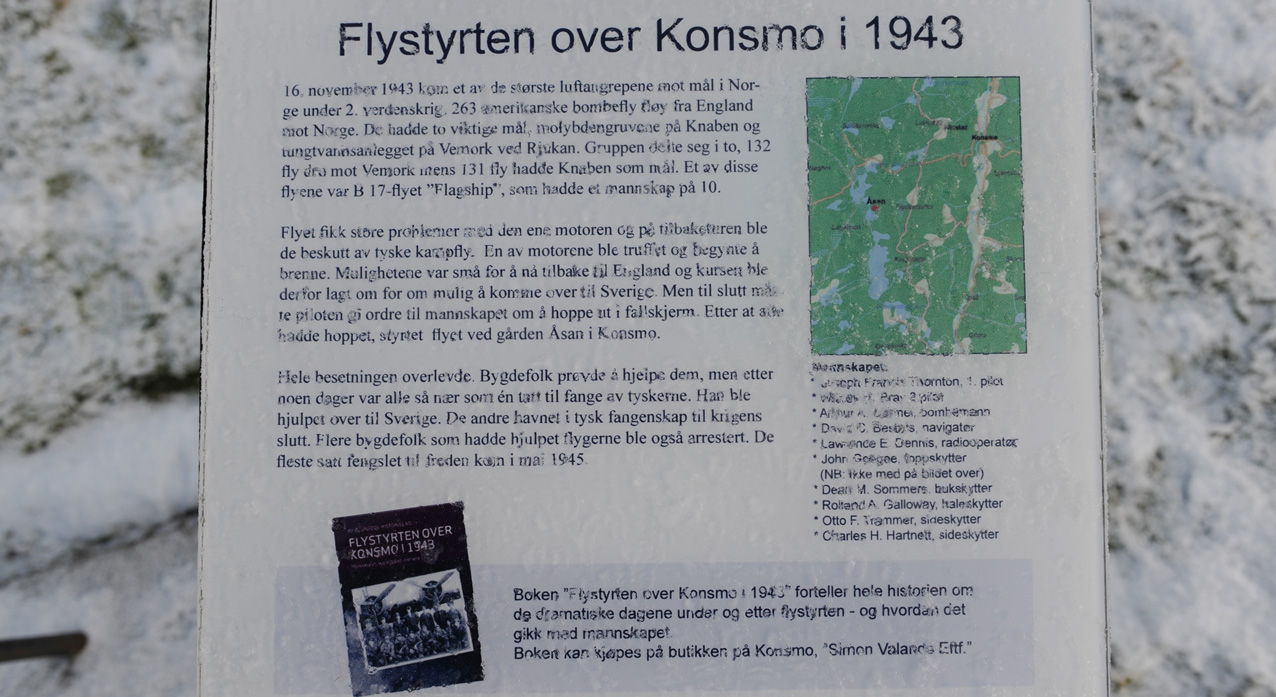 Flystyrten over Konsmo i 1943
16. november 1943 kom et av de største luftangrepene mot mål i Nor-
ge under 2. verdenskrig. 263 amerikanske bombefly fløy fra England
mot Norge. De hadde to viktige mål, molybdengruvene på Knaben og
tungtvannsanlegget på Vemork ved Rjukan. Gruppen delte seg i to, 132
fly dro mot Vemork mens 131 fly hadde Knaben som mål. Et av disse
flyene var B 17-flyet "Flagship", som hadde et mannskap på 10.
Flyet fikk store problemer med den ene motoren og på tilbaketuren ble
de beskutt av tyske kampfly. En av motorene ble truffet og begynte å
brenne. Mulighetene var små for å nå tilbake til England og kursen ble
derfor lagt om for om mulig å komme over til Sverige. Men til slutt måt-
te piloten gi ordre til mannskapet om å hoppe ut i fallskjerm. Etter at alle
hadde hoppet, styrtet flyet ved gården Åsan i Konsmo.
Hele besetningen overlevde. Bygdefolk prøvde å hjelpe dem, men etter
noen dager var alle så nær som én tatt til fange av tyskerne. Han ble
hjulpet over til Sverige. De andre havnet i tysk fangenskap til krigens
slutt. Flere bygdefolk som hadde hjulpet flygerne ble også arrestert. De
fleste satt fengslet til freden kom i mai 1945.
Konsmo
Åsan
Mannskapet:
* Joseph Francis Thornton, 1. pilot
* 2 pilot
* Arthur bombemann
* David navigatør
* Lawrence E. Dennis, radiooperatør
* John toppskytter
(NB: Ikke med på bildet over)
* Dean M. Sommers, bukskytter
* Rolland A. Galloway, haleskytter
* Otto F. Tremmer, sideskytter
* Charles H. Hartnett, sideskytter
FLYSTYRTEN OVER
KONSMO I 1943
Boken "Flystyrten over Konsmo i 1943" forteller hele historien om
de dramatiske dagene under og etter flystyrten - og hvordan det
gikk med mannskapet.
Boken kan kjøpes på butikken på Konsmo, "Simon Valands Eftf."